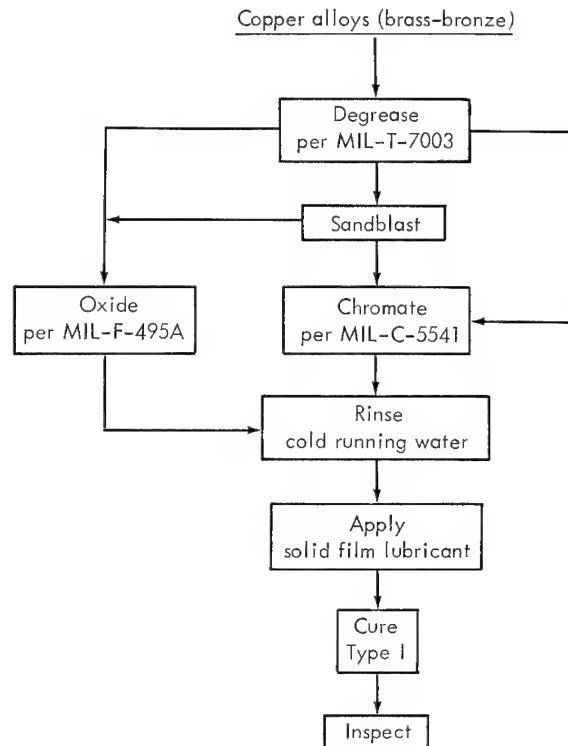 Copper alloys (brass-bronze)
Degrease
per MIL-T-7003
Sandblast
Oxide
per MIL-F-495A
Chromate
per MIL-C-5541
Rinse
cold running water
Apply
solid film lubricant
Cure
Type I
Inspect